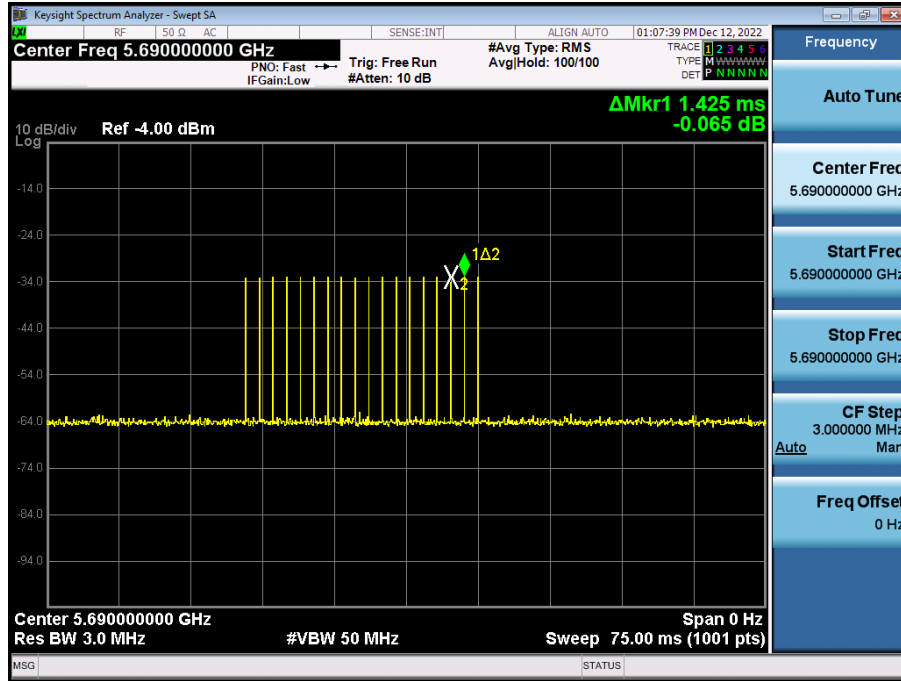 Keysight Spectrum Analyzer - Swept SA
LXI RF 50 Ω AC SENSE:INT ALIGN AUTO 01:07:39 PM Dec 12, 2022
Center Freq 5.690000000 GHz
PNO: Fast
IFGain:Low
Trig: Free Run
#Atten: 10 dB
#Avg Type: RMS
Avg|Hold: 100/100
TRACE 1 2 3 4 5 6
TYPE M WWWWW
DET P N N N N N
ΔMkr1 1.425 ms
-0.065 dB
10 dB/div Ref -4.00 dBm
Log
-14.0
-24.0
-34.0
-44.0
-54.0
-64.0
-74.0
-84.0
-94.0
1Δ2
2
Center 5.690000000 GHz Span 0 Hz
Res BW 3.0 MHz #VBW 50 MHz Sweep 75.00 ms (1001 pts)
MSG STATUS
Frequency
Auto Tune
Center Freq
5.690000000 GHz
Start Freq
5.690000000 GHz
Stop Freq
5.690000000 GHz
CF Step
3.000000 MHz
Auto Man
Freq Offset
0 Hz